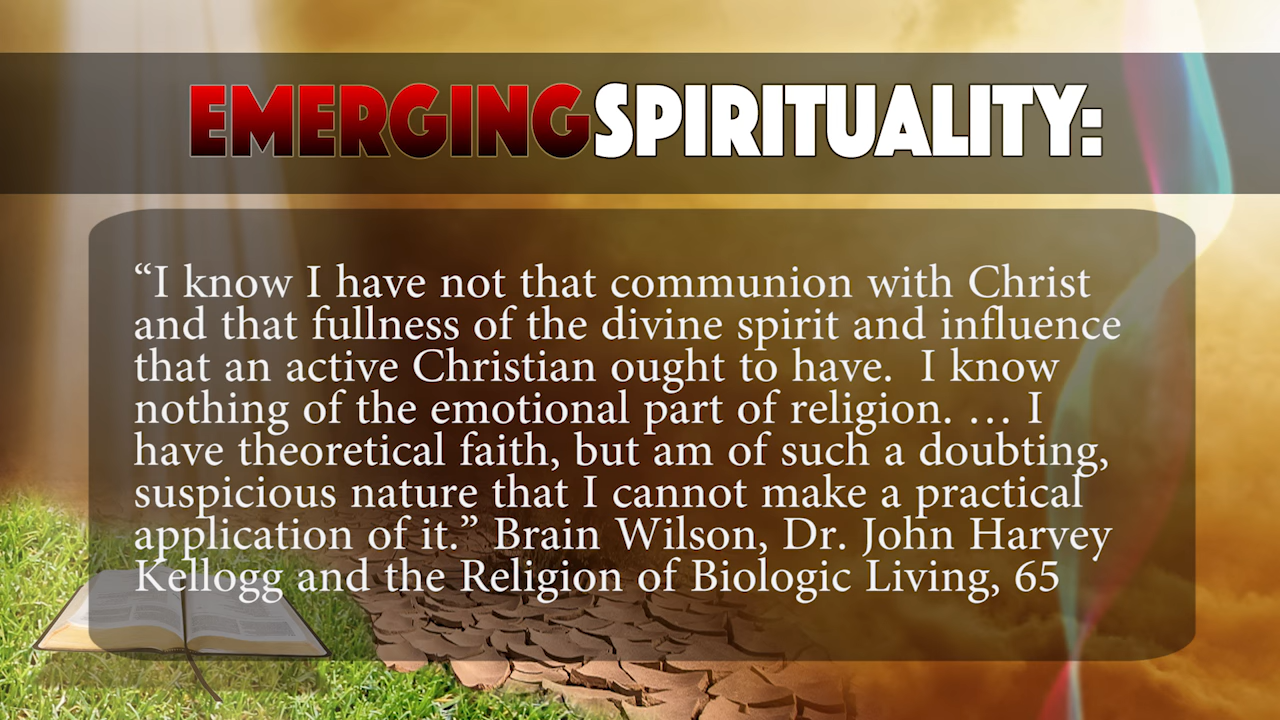 EMERGINGSPIRITUALITY:
“I know I have not that communion with Christ
and that fullness of the divine spirit and influence
that an active Christian ought to have.  I know
nothing of the emotional part of religion. … I
have theoretical faith, but am of such a doubting,
suspicious nature that I cannot make a practical
application of it.”  Brain Wilson, Dr. John Harvey
Kellogg and the Religion of Biologic Living, 65